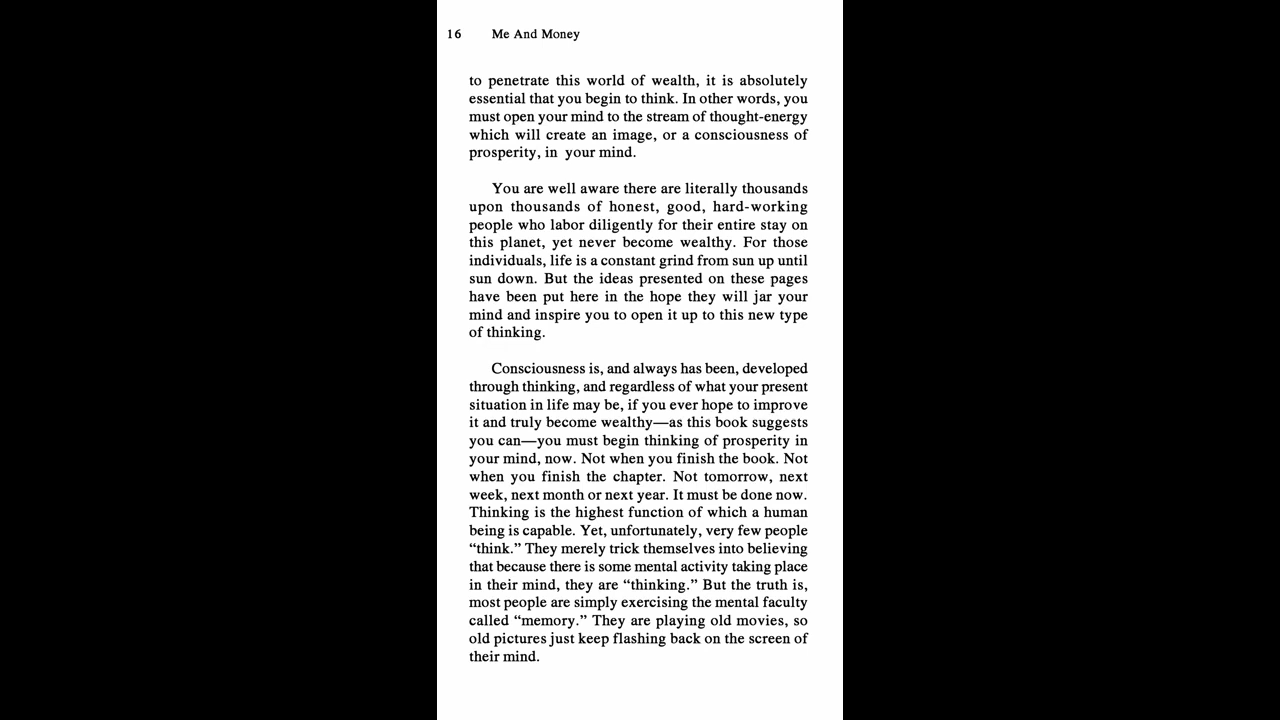 16 Me And Money
to penetrate this world of wealth, it is absolutely
essential that you begin to think. In other words, you
must open your mind to the stream of thought-energy
which will create an image, or a consciousness of
prosperity, in your mind.
You are well aware there are literally thousands
upon thousands of honest, good, hard-working
people who labor diligently for their entire stay on
this planet, yet never become wealthy. For those
individuals, life is a constant grind from sun up until
sun down. But the ideas presented on these pages
have been put here in the hope they will jar your
mind and inspire you to open it up to this new type
of thinking.
Consciousness is, and always has been, developed
through thinking, and regardless of what your present
situation in life may be, if you ever hope to improve
it and truly become wealthy—as this book suggests
you can—you must begin thinking of prosperity in
your mind, now. Not when you finish the book. Not
when you finish the chapter. Not tomorrow, next
week, next month or next year. It must be done now.
Thinking is the highest function of which a human
being is capable. Yet, unfortunately, very few people
“think.” They merely trick themselves into believing
that because there is some mental activity taking place
in their mind, they are “thinking.” But the truth is,
most people are simply exercising the mental faculty
called “memory.” They are playing old movies, so
old pictures just keep flashing back on the screen of
their mind.